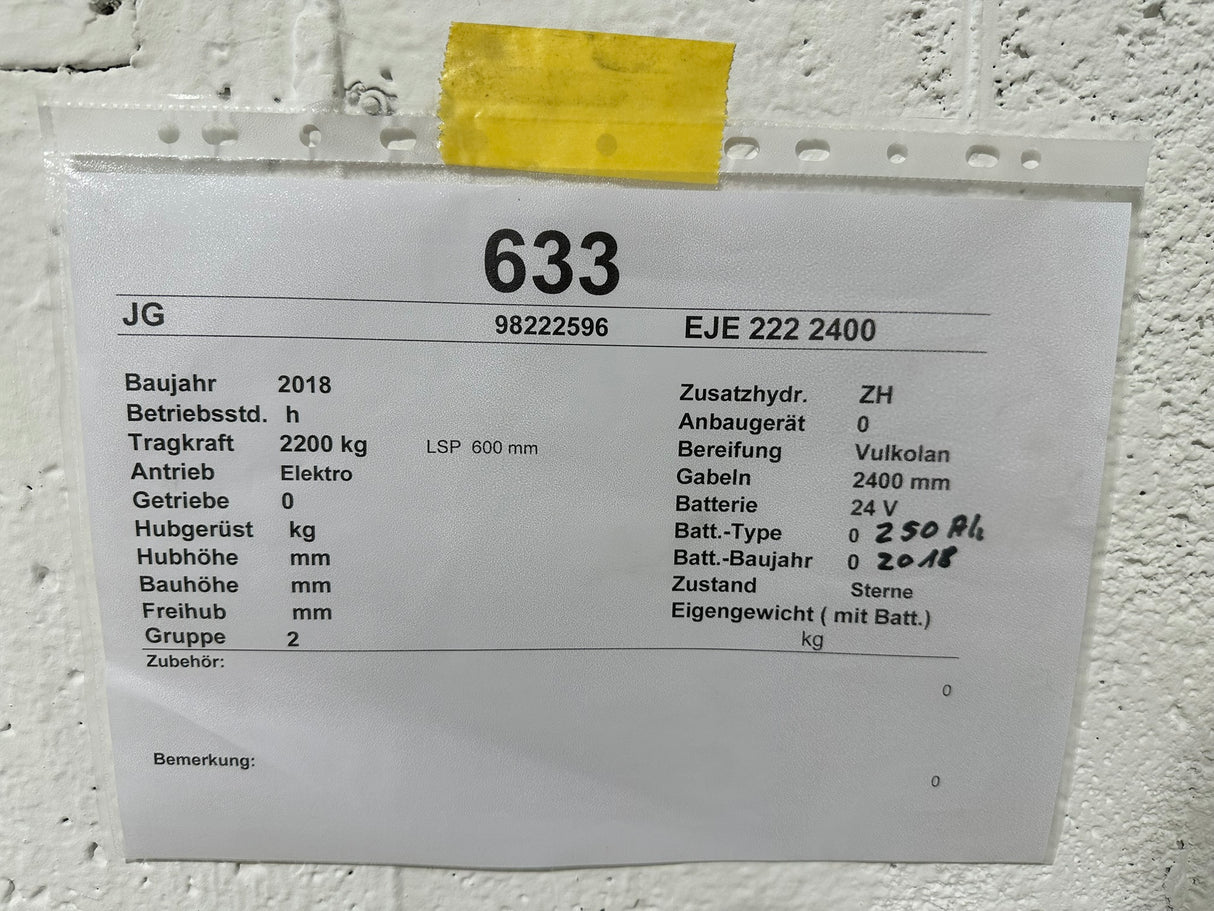 633
JG 98222596 EJE 222 2400
Baujahr 2018
Betriebsstd. h
Tragkraft 2200 kg LSP 600 mm
Antrieb Elektro
Getriebe 0
Hubgerüst kg
Hubhöhe mm
Bauhöhe mm
Freihub mm
Gruppe 2
Zusatzhydr. ZH
Anbaugerät 0
Bereifung Vulkolan
Gabeln 2400 mm
Batterie 24 V
Batt.-Type 0 250 Ah
Batt.-Baujahr 0 2018
Zustand Sterne
Eigengewicht ( mit Batt.)
kg
Zubehör:
0
Bemerkung:
0